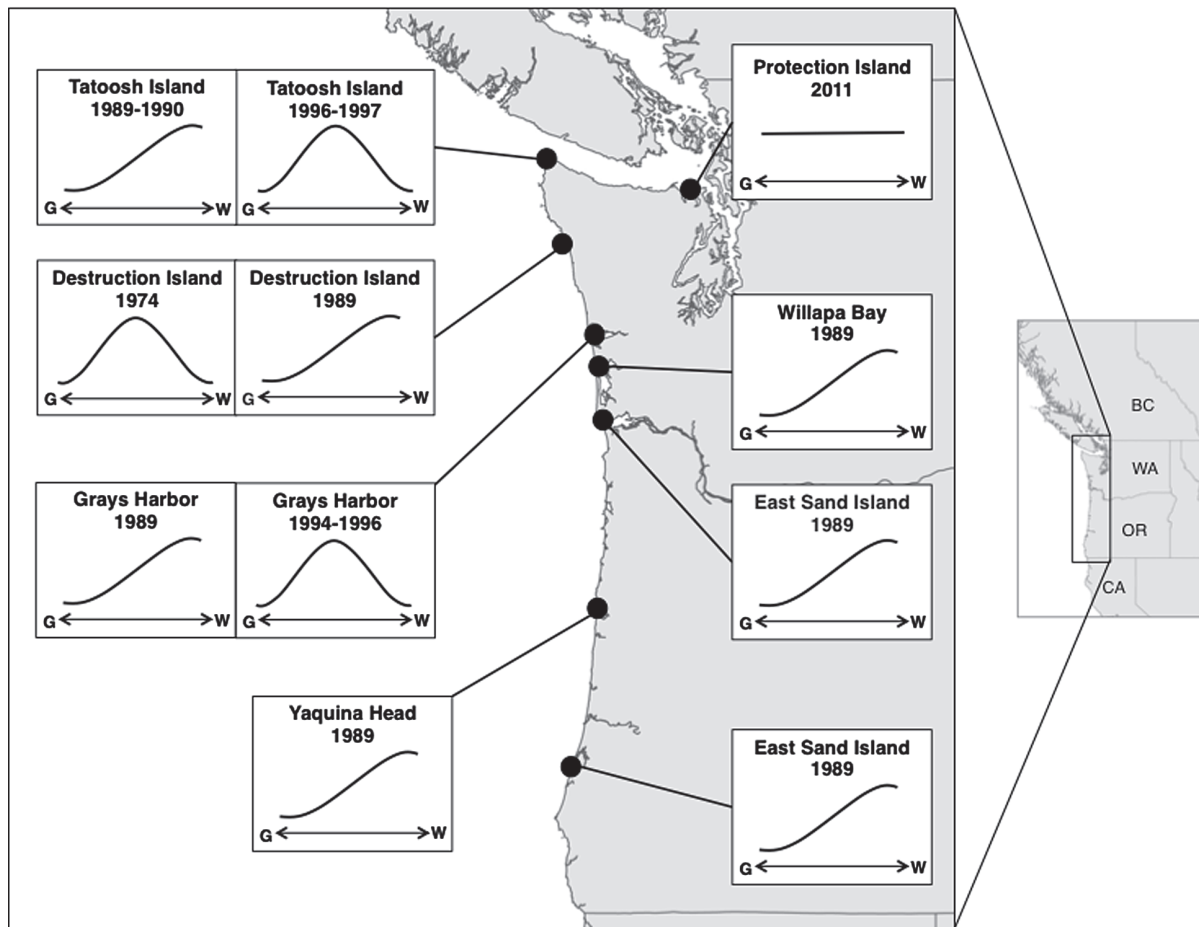 Tatoosh Island
1989-1990
G W
Tatoosh Island
1996-1997
G W
Protection Island
2011
G W
Destruction Island
1974
G W
Destruction Island
1989
G W
Willapa Bay
1989
G W
Grays Harbor
1989
G W
Grays Harbor
1994-1996
G W
East Sand Island
1989
G W
Yaquina Head
1989
G W
East Sand Island
1989
G W
BC
WA
OR
CA